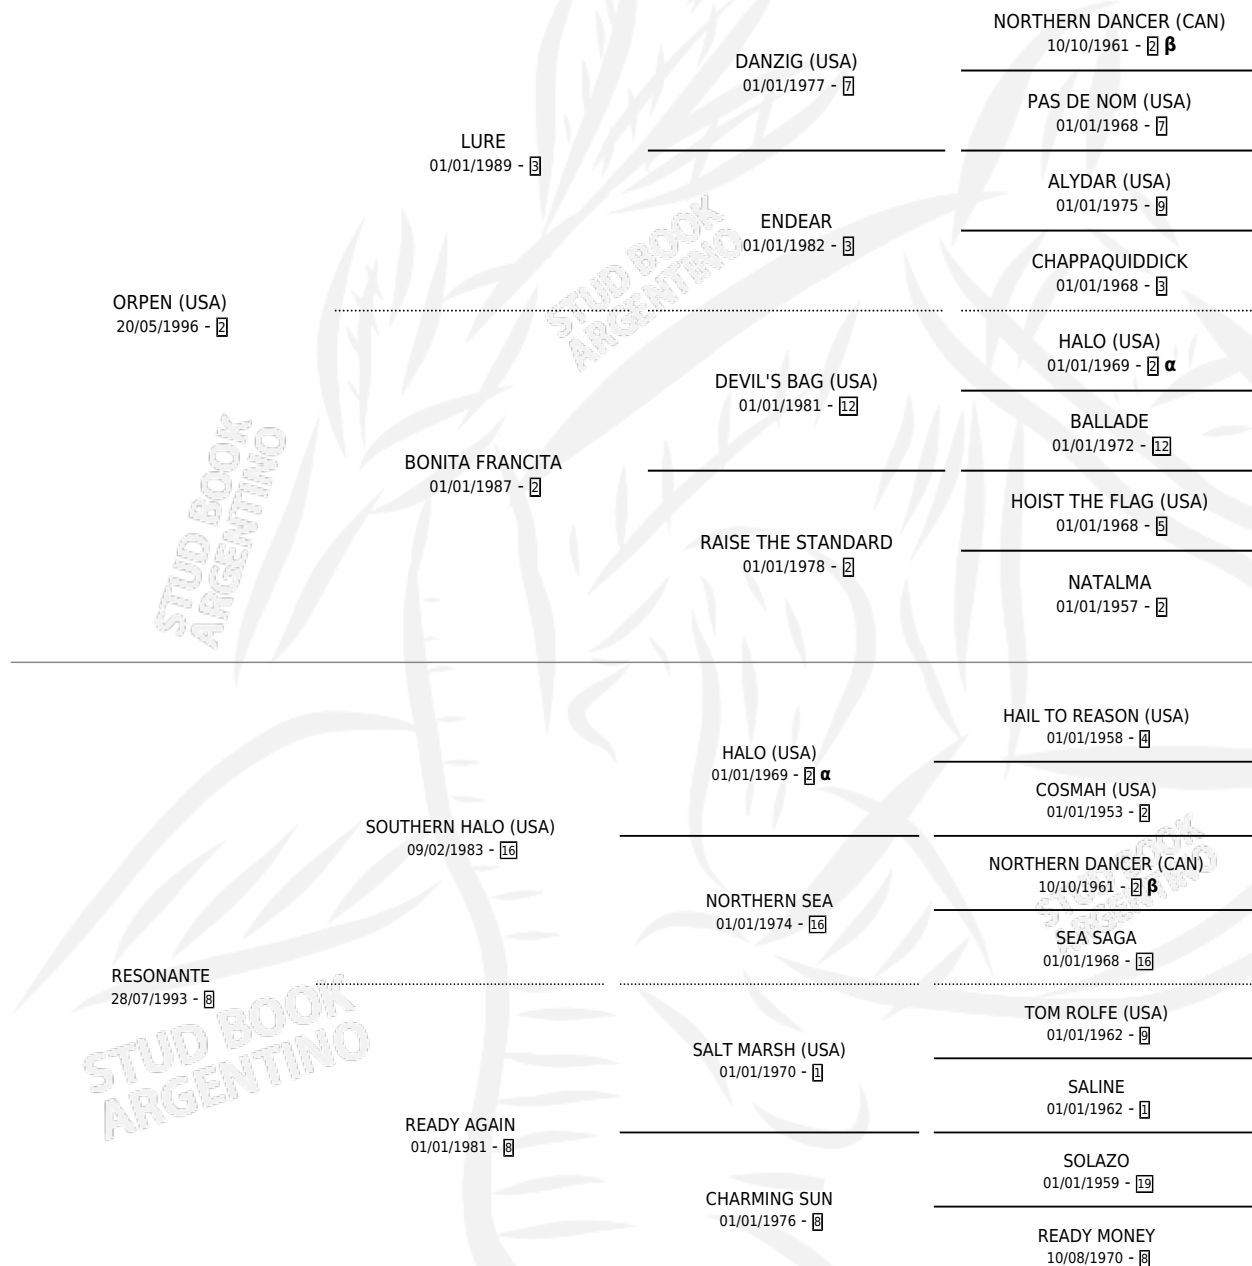 NORTHERN DANCER (CAN)
10/10/1961 - 2 β
DANZIG (USA)
01/01/1977 - 7
PAS DE NOM (USA)
01/01/1968 - 7
LURE
01/01/1989 - 3
ALYDAR (USA)
01/01/1975 - 9
ENDEAR
01/01/1982 - 3
CHAPPAQUIDDICK
01/01/1968 - 3
STUD BOOK
ARGENTINO
ORPEN (USA)
20/05/1996 - 2
HALO (USA)
01/01/1969 - 2 α
DEVIL'S BAG (USA)
01/01/1981 - 12
BALLADE
01/01/1972 - 12
BONITA FRANCITA
01/01/1987 - 2
HOIST THE FLAG (USA)
01/01/1968 - 5
RAISE THE STANDARD
01/01/1978 - 2
NATALMA
01/01/1957 - 2
STUD BOOK
ARGENTINO
HAIL TO REASON (USA)
01/01/1958 - 4
HALO (USA)
01/01/1969 - 2 α
COSMAH (USA)
01/01/1953 - 2
SOUTHERN HALO (USA)
09/02/1983 - 16
NORTHERN DANCER (CAN)
10/10/1961 - 2 β
NORTHERN SEA
01/01/1974 - 16
SEA SAGA
01/01/1968 - 16
STUD BOOK
ARGENTINO
RESONANTE
28/07/1993 - 8
TOM ROLFE (USA)
01/01/1962 - 9
SALT MARSH (USA)
01/01/1970 - 1
SALINE
01/01/1962 - 1
READY AGAIN
01/01/1981 - 8
SOLAZO
01/01/1959 - 19
CHARMING SUN
01/01/1976 - 8
READY MONEY
10/08/1970 - 8
STUD BOOK
ARGENTINO